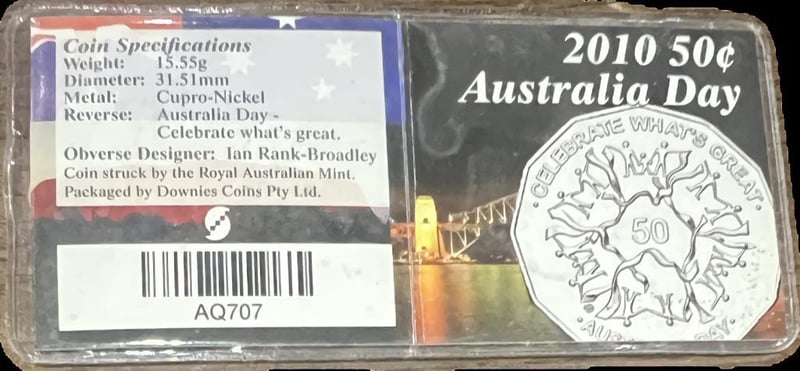 Coin Specifications
Weight: 15.55g
Diameter: 31.51mm
Metal: Cupro-Nickel
Reverse: Australia Day -
Celebrate what's great.
Obverse Designer: Ian Rank-Broadley
Coin struck by the Royal Australian Mint.
Packaged by Downies Coins Pty Ltd.
AQ707
2010 50¢
Australia Day
· CELEBRATE WHAT'S GREAT ·
50
DAY